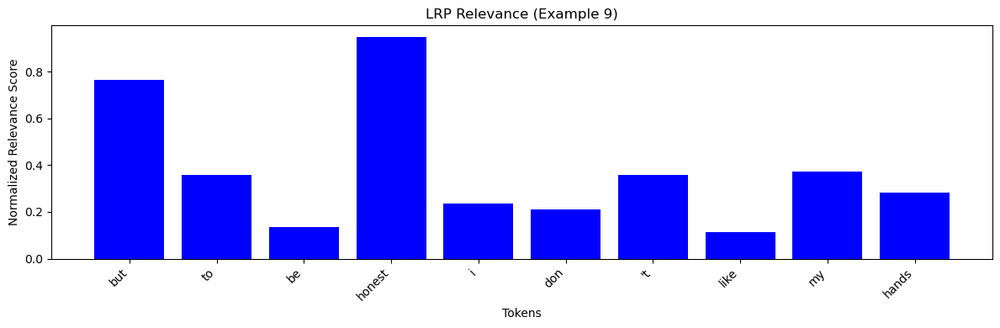 LRP Relevance (Example 9)
Normalized Relevance Score
0.8
0.6
0.4
0.2
0.0
but
to
be
honest
i
don
't
like
my
hands
Tokens